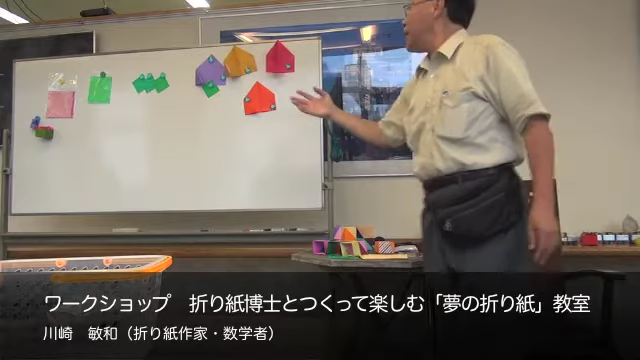 ワークショップ　折り紙博士とつくって楽しむ「夢の折り紙」教室
川崎　敏和（折り紙作家・数学者）